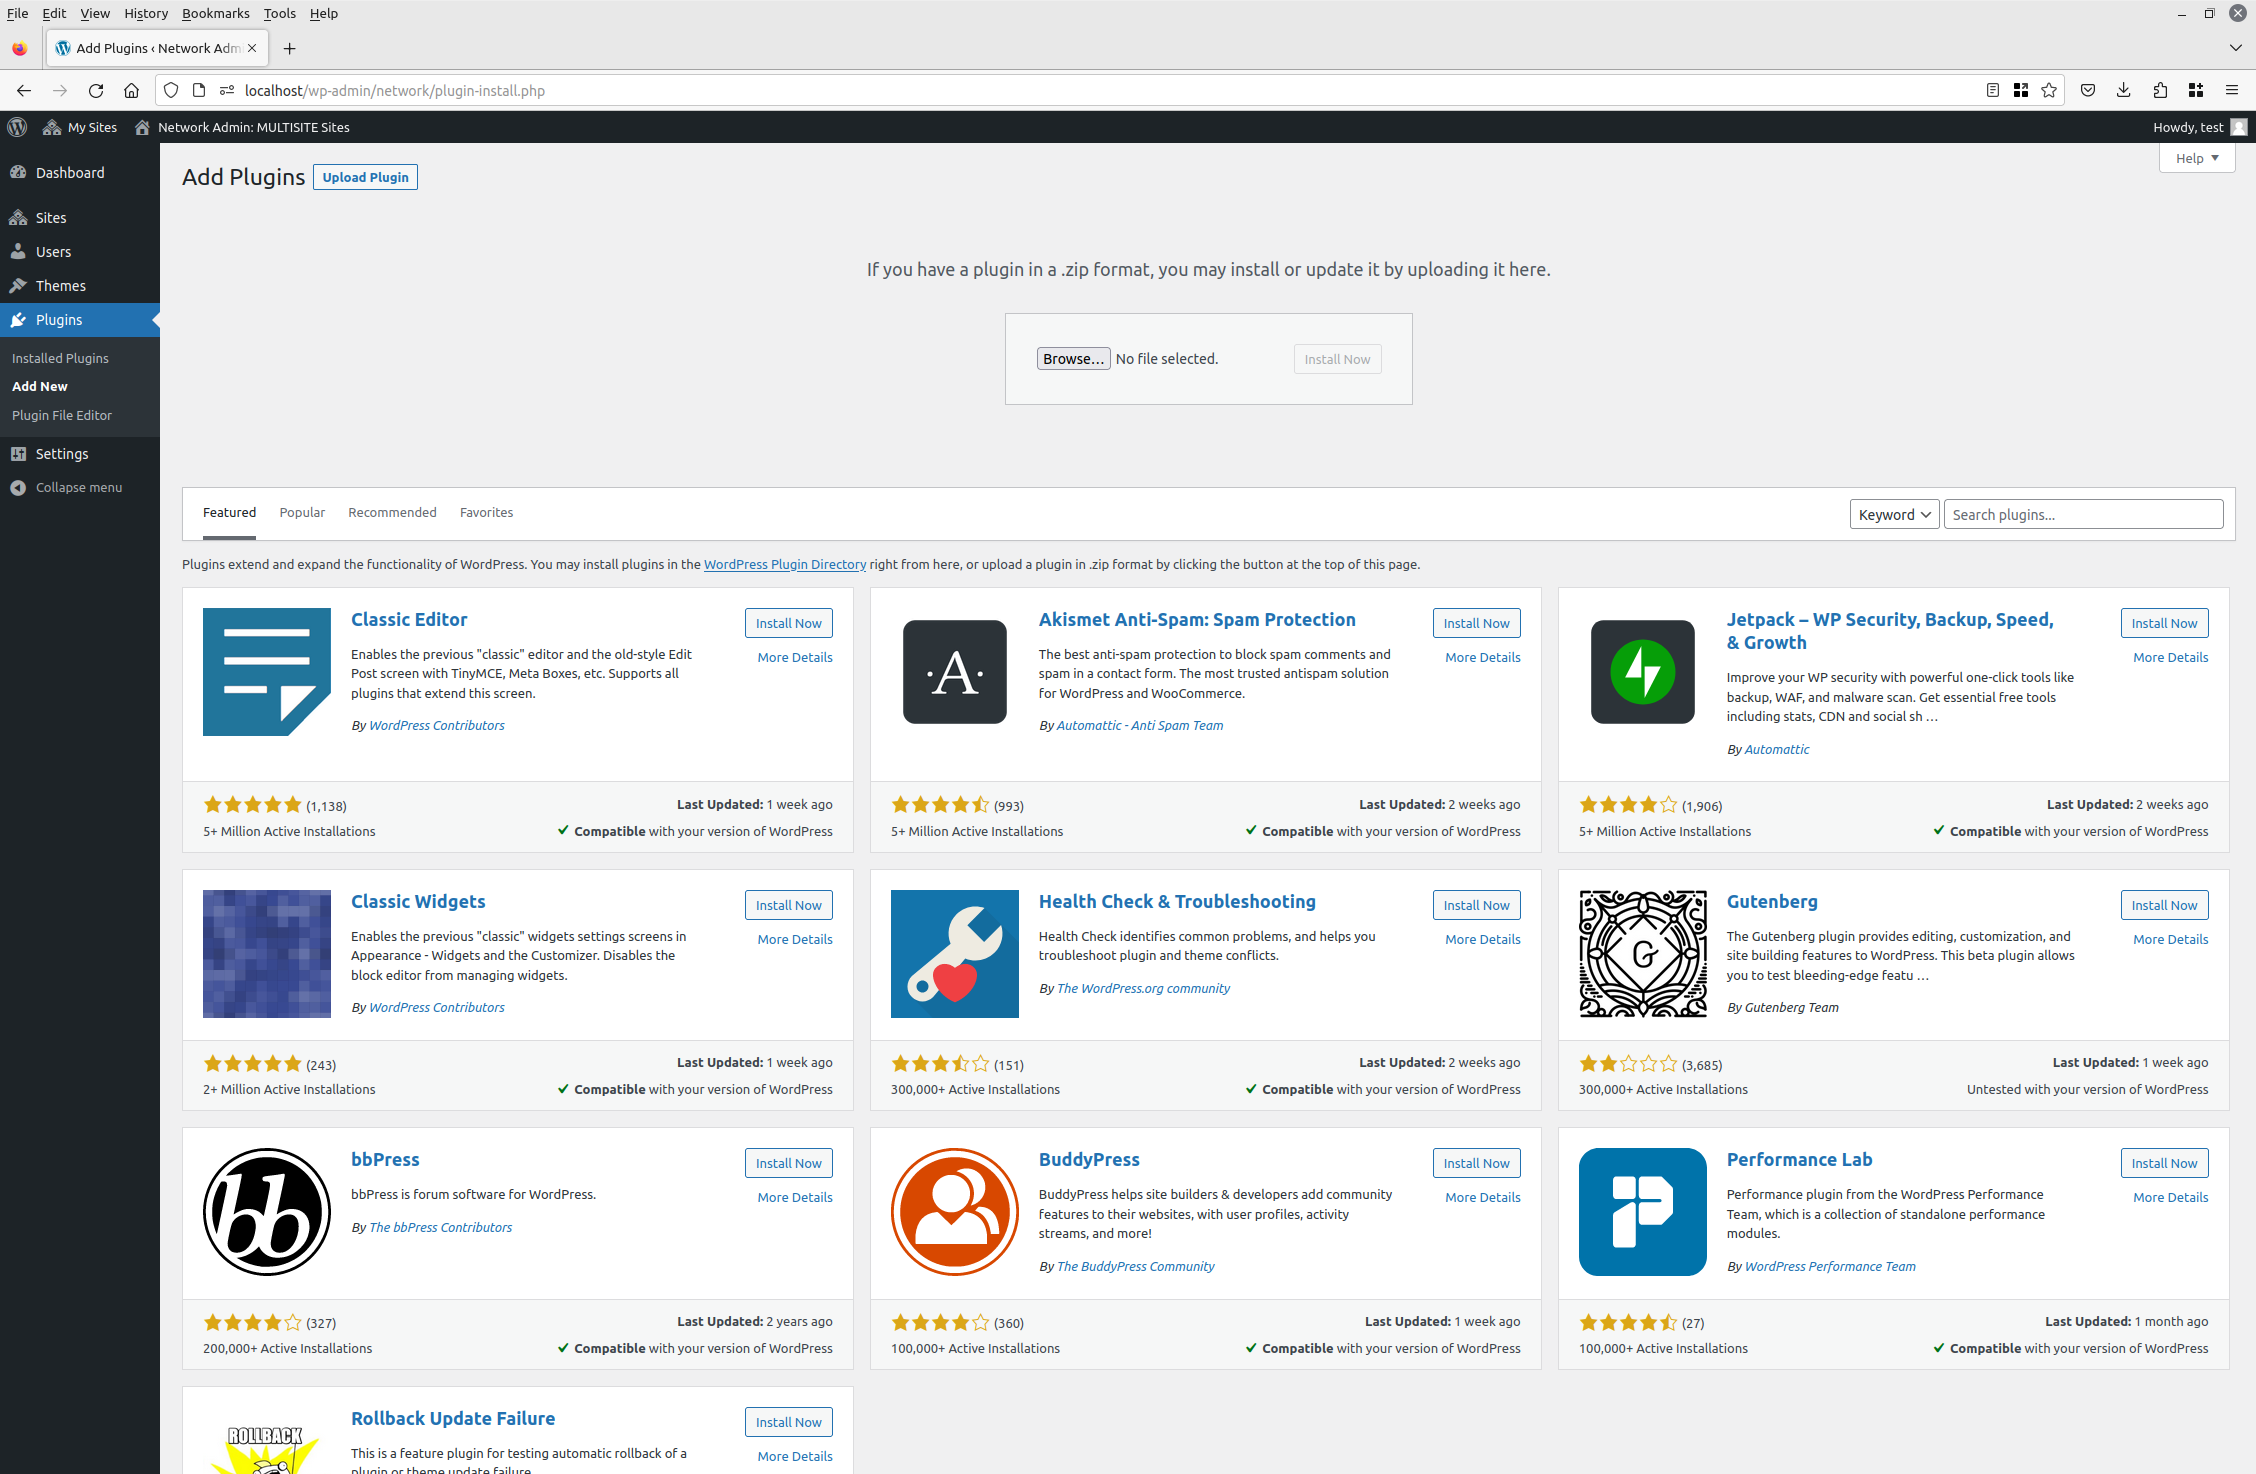 File Edit View History Bookmarks Tools Help
Add Plugins ‹ Network Adm
localhost/wp-admin/network/plugin-install.php
My Sites Network Admin: MULTISITE Sites Howdy, test
Help
Dashboard
Sites
Users
Themes
Plugins
Installed Plugins
Add New
Plugin File Editor
Settings
Collapse menu
Add Plugins Upload Plugin
If you have a plugin in a .zip format, you may install or update it by uploading it here.
Browse... No file selected. Install Now
Featured Popular Recommended Favorites Keyword Search plugins...
Plugins extend and expand the functionality of WordPress. You may install plugins in the WordPress Plugin Directory right from here, or upload a plugin in .zip format by clicking the button at the top of this page.
Classic Editor
Install Now
More Details
Enables the previous "classic" editor and the old-style Edit
Post screen with TinyMCE, Meta Boxes, etc. Supports all
plugins that extend this screen.
By WordPress Contributors
(1,138) Last Updated: 1 week ago
5+ Million Active Installations Compatible with your version of WordPress
A
Akismet Anti-Spam: Spam Protection
Install Now
More Details
The best anti-spam protection to block spam comments and
spam in a contact form. The most trusted antispam solution
for WordPress and WooCommerce.
By Automattic - Anti Spam Team
(993) Last Updated: 2 weeks ago
5+ Million Active Installations Compatible with your version of WordPress
Jetpack – WP Security, Backup, Speed,
& Growth
Install Now
More Details
Improve your WP security with powerful one-click tools like
backup, WAF, and malware scan. Get essential free tools
including stats, CDN and social sh …
By Automattic
(1,906) Last Updated: 2 weeks ago
5+ Million Active Installations Compatible with your version of WordPress
Classic Widgets
Install Now
More Details
Enables the previous "classic" widgets settings screens in
Appearance - Widgets and the Customizer. Disables the
block editor from managing widgets.
By WordPress Contributors
(243) Last Updated: 1 week ago
2+ Million Active Installations Compatible with your version of WordPress
Health Check & Troubleshooting
Install Now
More Details
Health Check identifies common problems, and helps you
troubleshoot plugin and theme conflicts.
By The WordPress.org community
(151) Last Updated: 2 weeks ago
300,000+ Active Installations Compatible with your version of WordPress
G
Gutenberg
Install Now
More Details
The Gutenberg plugin provides editing, customization, and
site building features to WordPress. This beta plugin allows
you to test bleeding-edge featu …
By Gutenberg Team
(3,685) Last Updated: 1 week ago
300,000+ Active Installations Untested with your version of WordPress
bb
bbPress
Install Now
More Details
bbPress is forum software for WordPress.
By The bbPress Contributors
(327) Last Updated: 2 years ago
200,000+ Active Installations Compatible with your version of WordPress
BuddyPress
Install Now
More Details
BuddyPress helps site builders & developers add community
features to their websites, with user profiles, activity
streams, and more!
By The BuddyPress Community
(360) Last Updated: 1 week ago
100,000+ Active Installations Compatible with your version of WordPress
Performance Lab
Install Now
More Details
Performance plugin from the WordPress Performance
Team, which is a collection of standalone performance
modules.
By WordPress Performance Team
(27) Last Updated: 1 month ago
100,000+ Active Installations Compatible with your version of WordPress
ROLLBACK
Rollback Update Failure
Install Now
More Details
This is a feature plugin for testing automatic rollback of a
plugin or theme update failure.